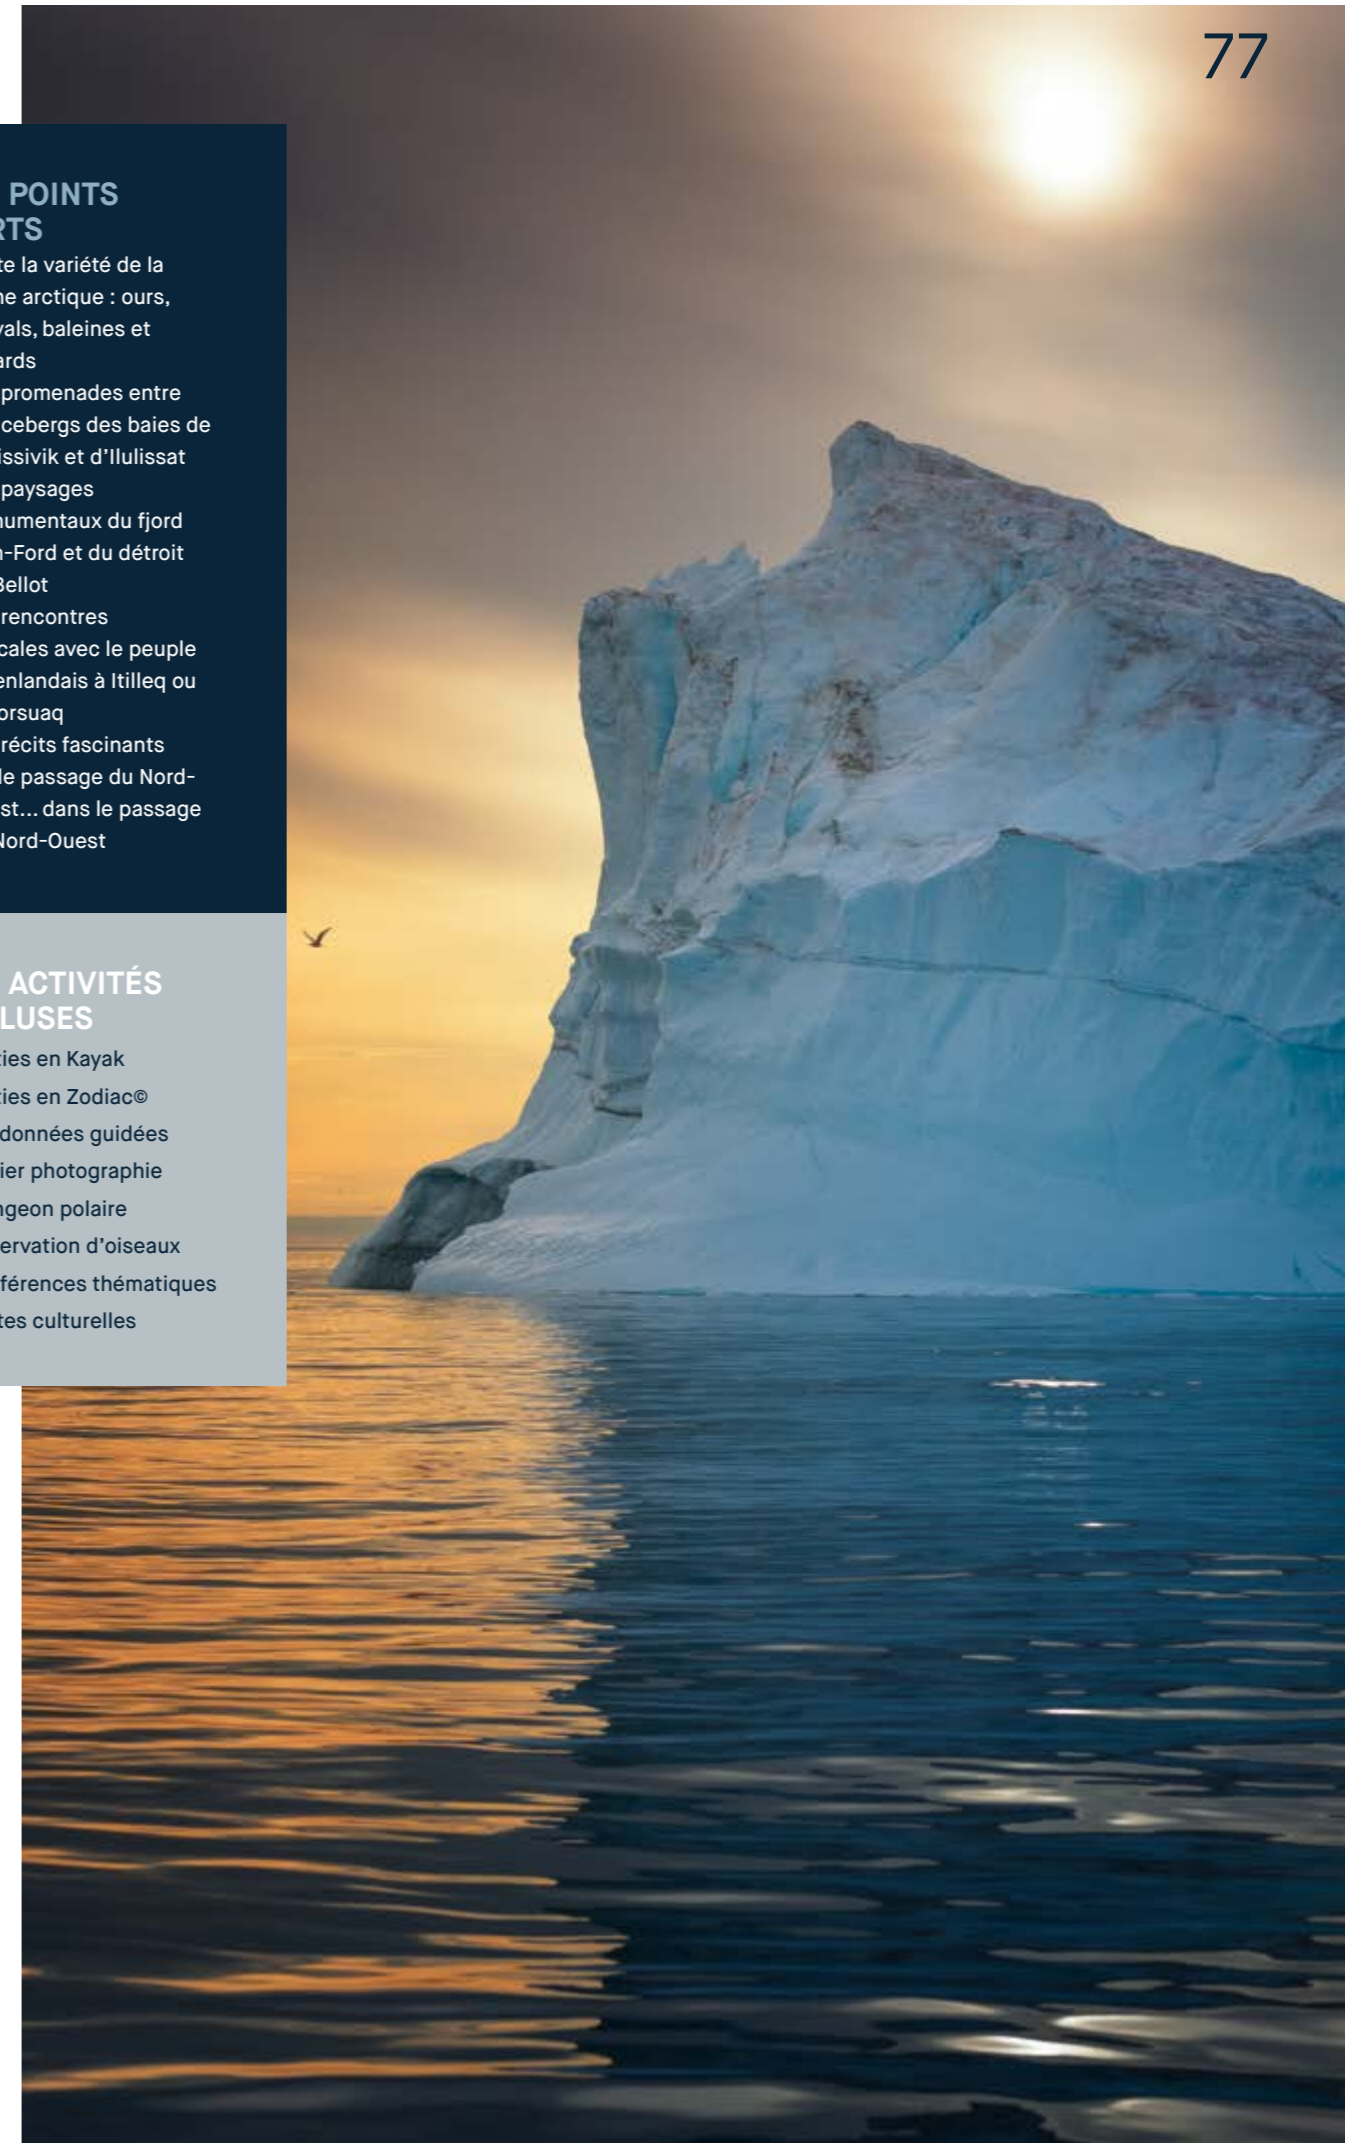 77
POINTS
RTS
te la variété de la
ne arctique : ours,
vals, baleines et
ards
promenades entre
icebergs des baies de
issivik et d'Ilulissat
paysages
numentaux du fjord
n-Ford et du détroit
Bellot
rencontres
cales avec le peuple
enlandais à Itilleq ou
orsuaq
récits fascinants
le passage du Nord-
st... dans le passage
Nord-Ouest
ACTIVITÉS
LUSES
ties en Kayak
ties en Zodiac©
données guidées
ier photographie
ngeon polaire
ervation d'oiseaux
férences thématiques
tes culturelles